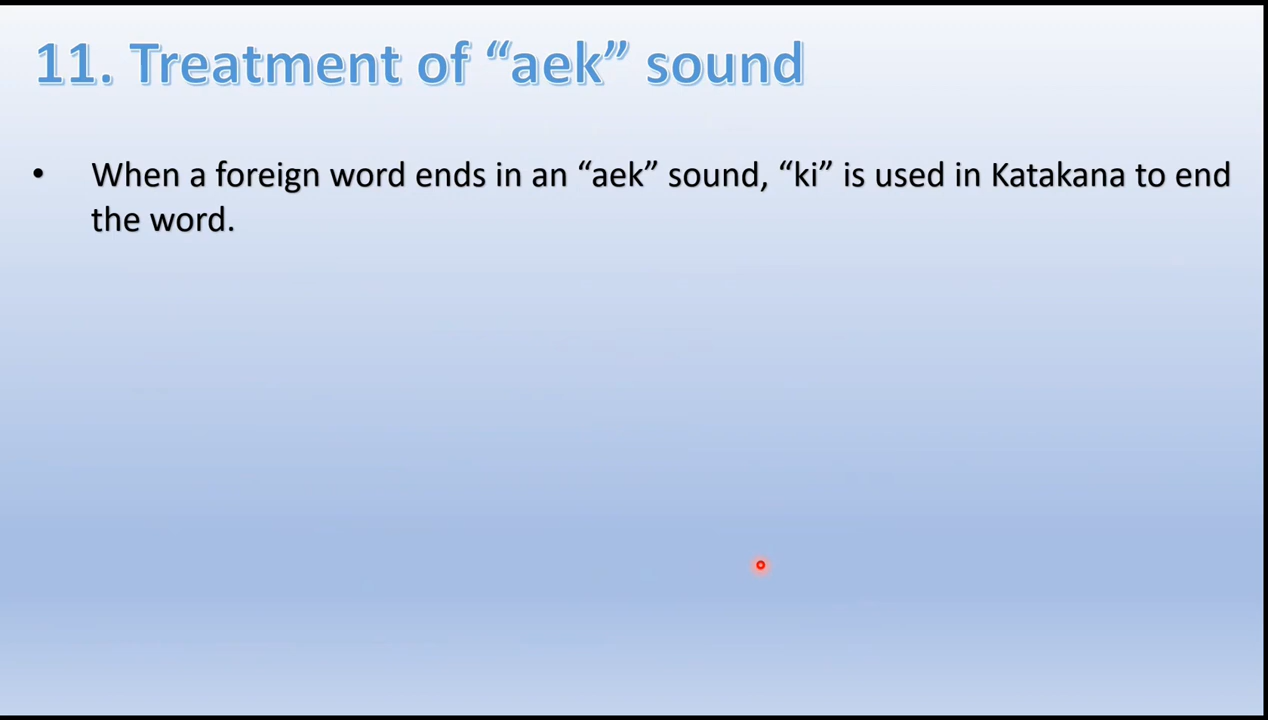 11. Treatment of “aek” sound
• When a foreign word ends in an “aek” sound, “ki” is used in Katakana to end
the word.